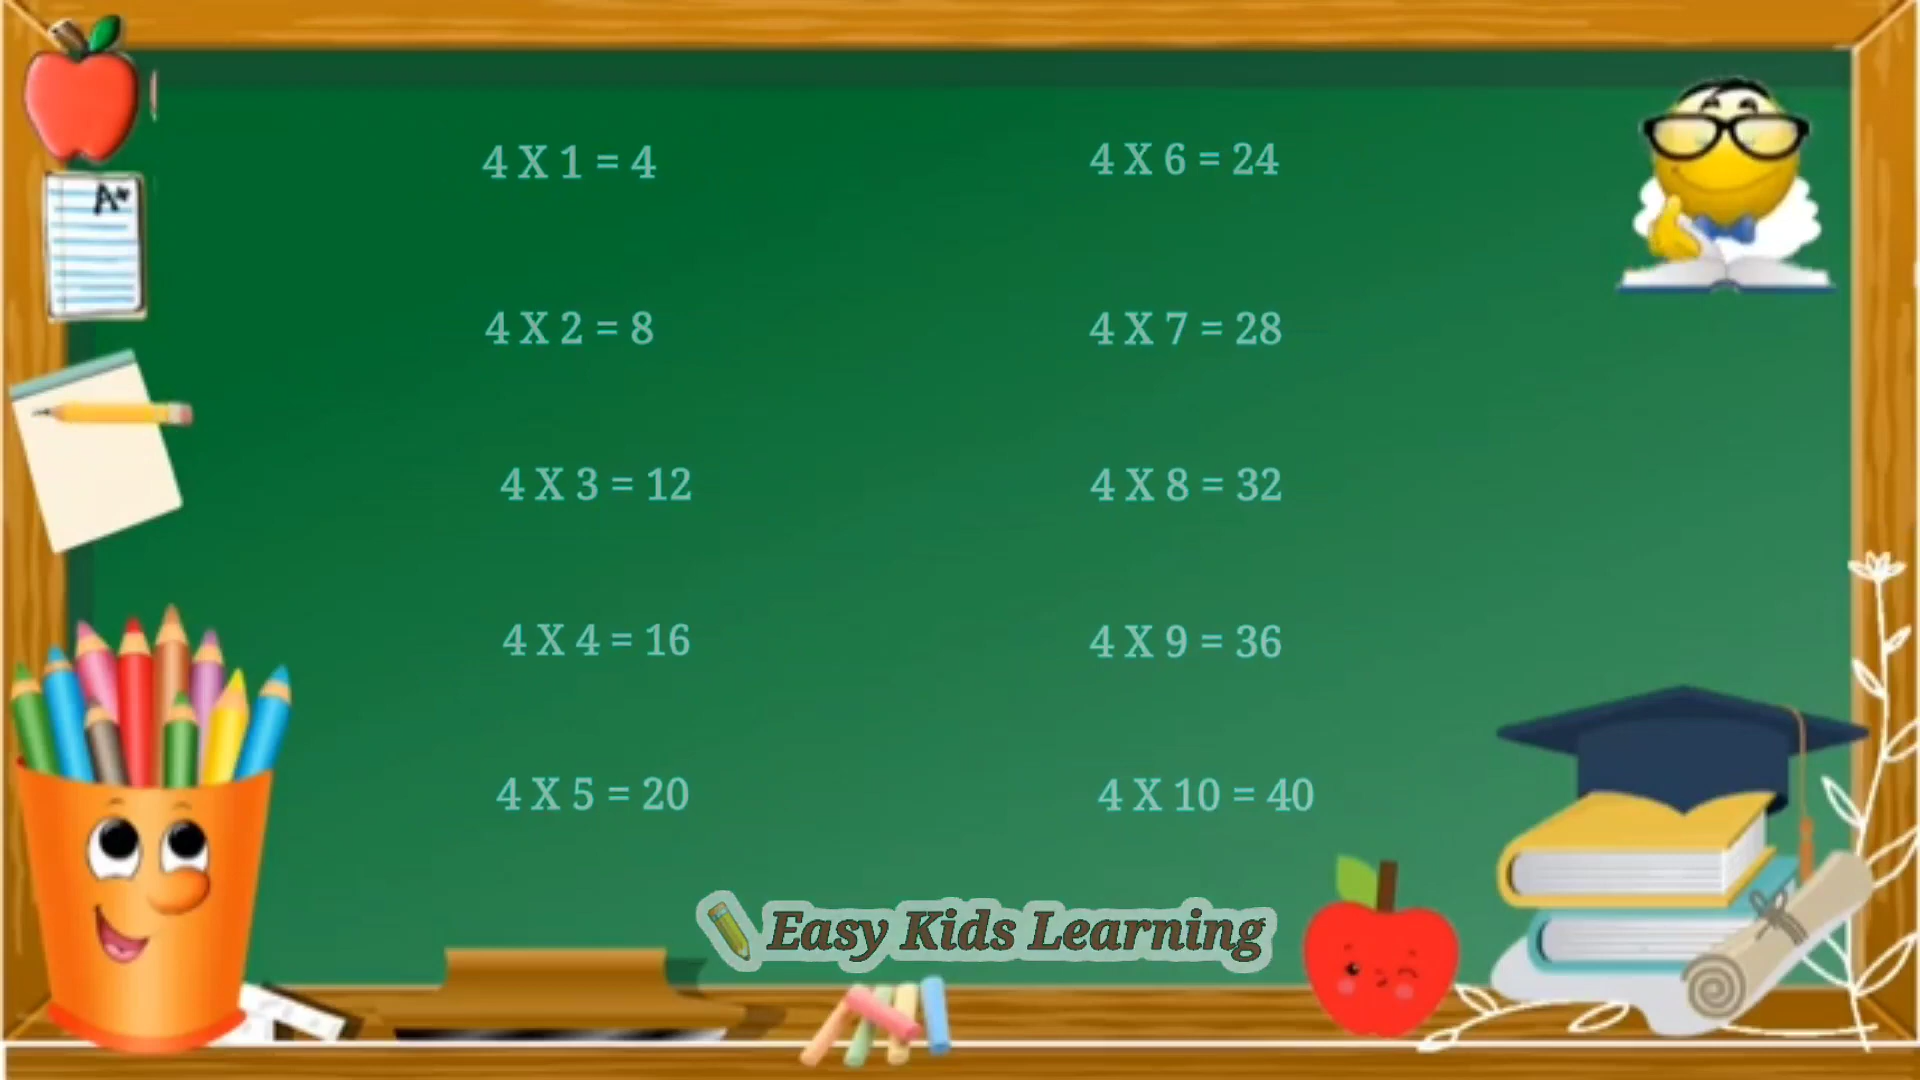 A+
4 X 1 = 4
4 X 2 = 8
4 X 3 = 12
4 X 4 = 16
4 X 5 = 20
4 X 6 = 24
4 X 7 = 28
4 X 8 = 32
4 X 9 = 36
4 X 10 = 40
Easy Kids Learning